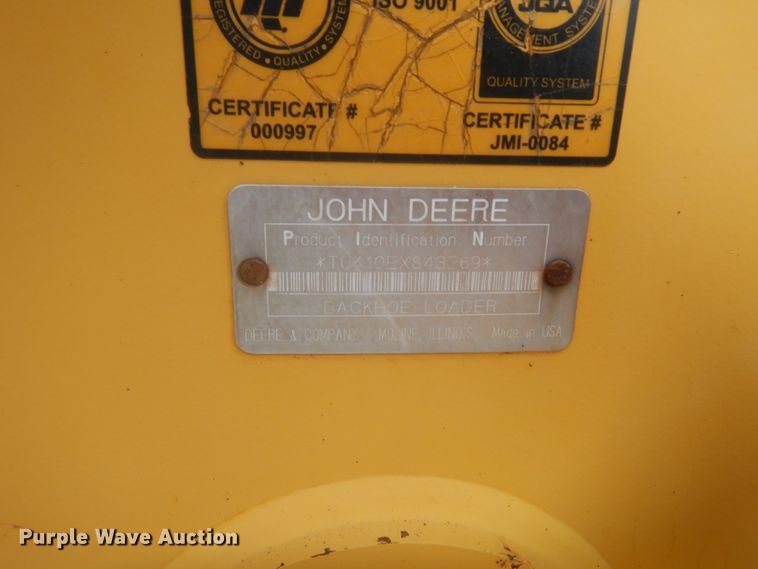 ISO 9001
JQA
REGISTERED • QUALITY • SYSTEM
MANAGEMENT SYSTEM
QUALITY SYSTEM
CERTIFICATE #
000997
CERTIFICATE #
JMI-0084
JOHN DEERE
Product Identification Number
*T0410EX843269*
BACKHOE LOADER
DEERE & COMPANY MOLINE, ILLINOIS Made in USA
Purple Wave Auction